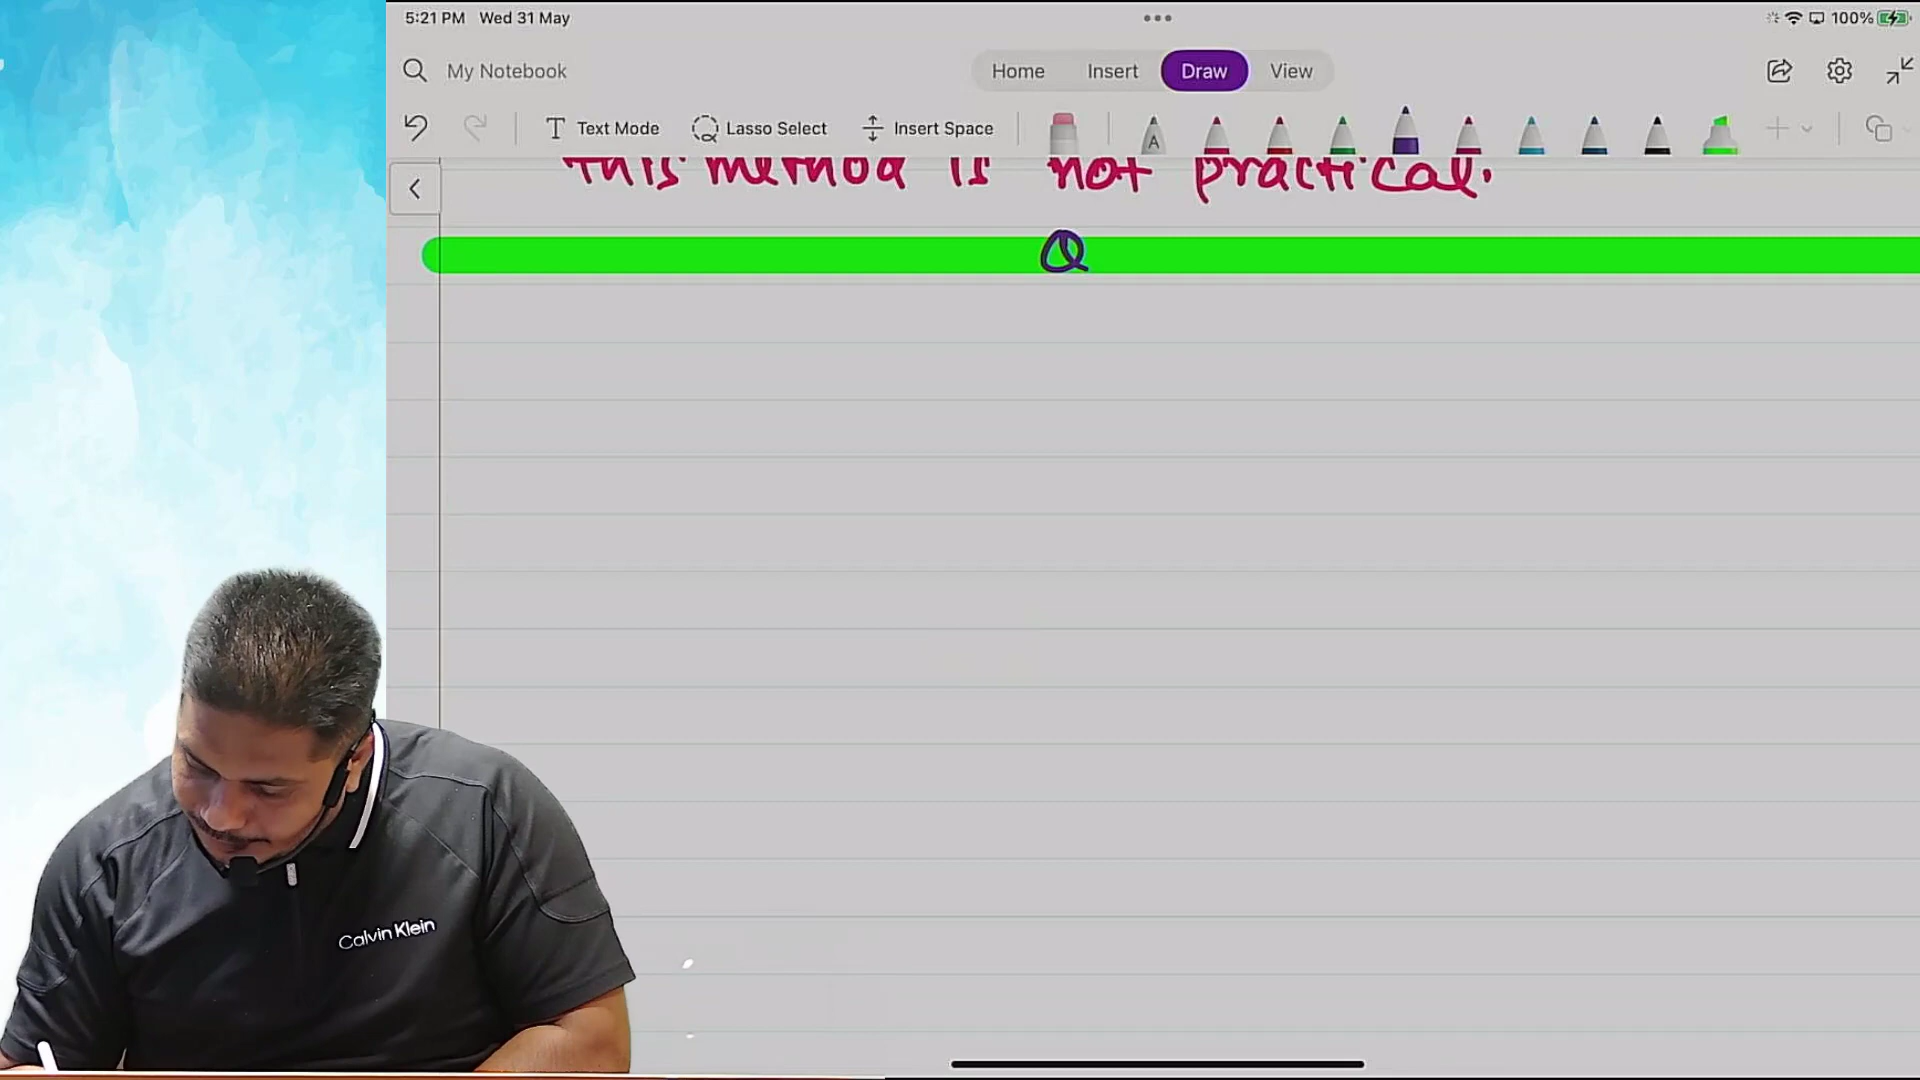 5:21 PM Wed 31 May
100%
My Notebook
Home Insert Draw View
Text Mode Lasso Select Insert Space
A
this method is not practical.
Q
Calvin Klein